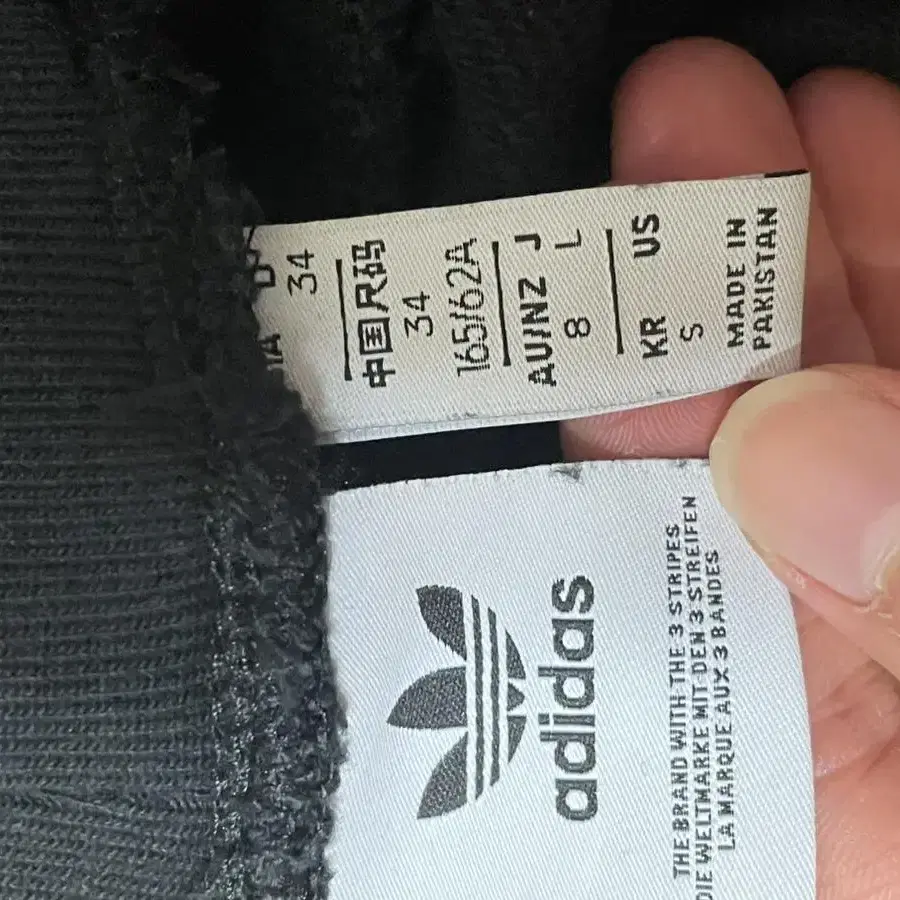 34
中国尺码
34
165/62A
AU/NZ J
8 L
KR US
S
MADE IN
PAKISTAN
adidas
THE BRAND WITH THE 3 STRIPES
DIE WELTMARKE MIT DEN 3 STREIFEN
LA MARQUE AUX 3 BANDES